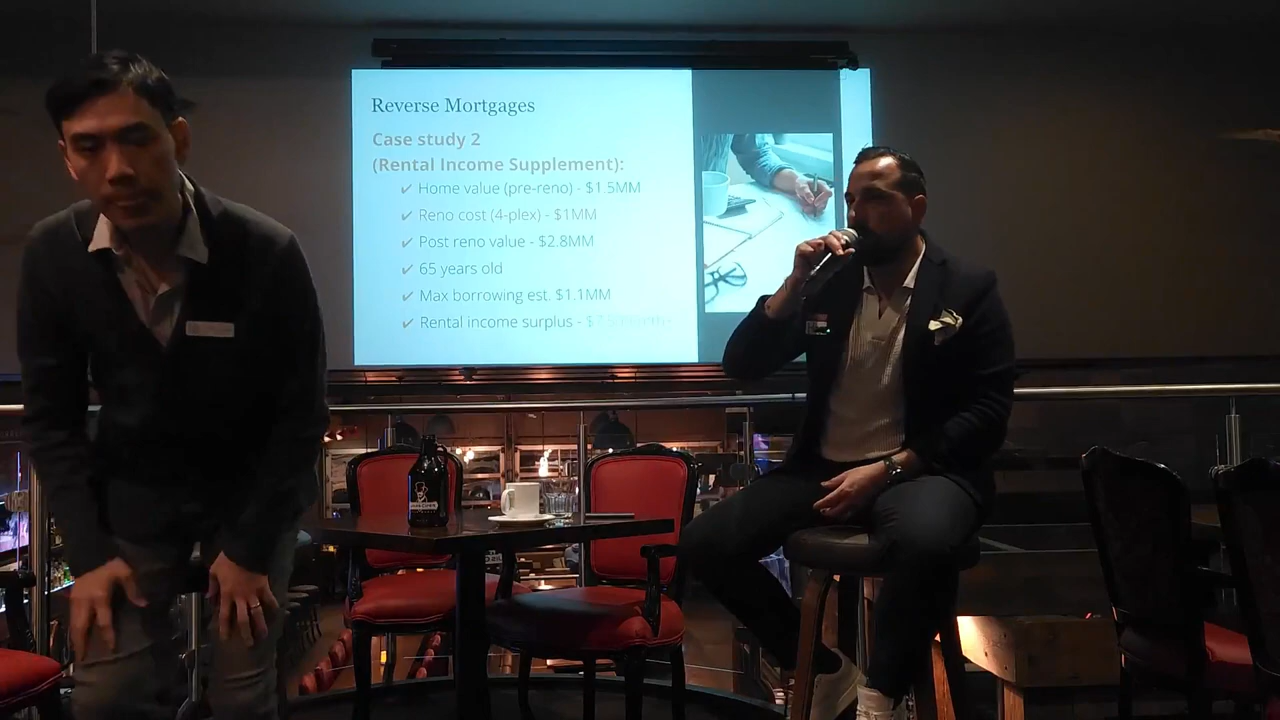 Reverse Mortgages
Case study 2
(Rental Income Supplement):
✔ Home value (pre-reno) - $1.5MM
✔ Reno cost (4-plex) - $1MM
✔ Post reno value - $2.8MM
✔ 65 years old
✔ Max borrowing est. $1.1MM
✔ Rental income surplus -